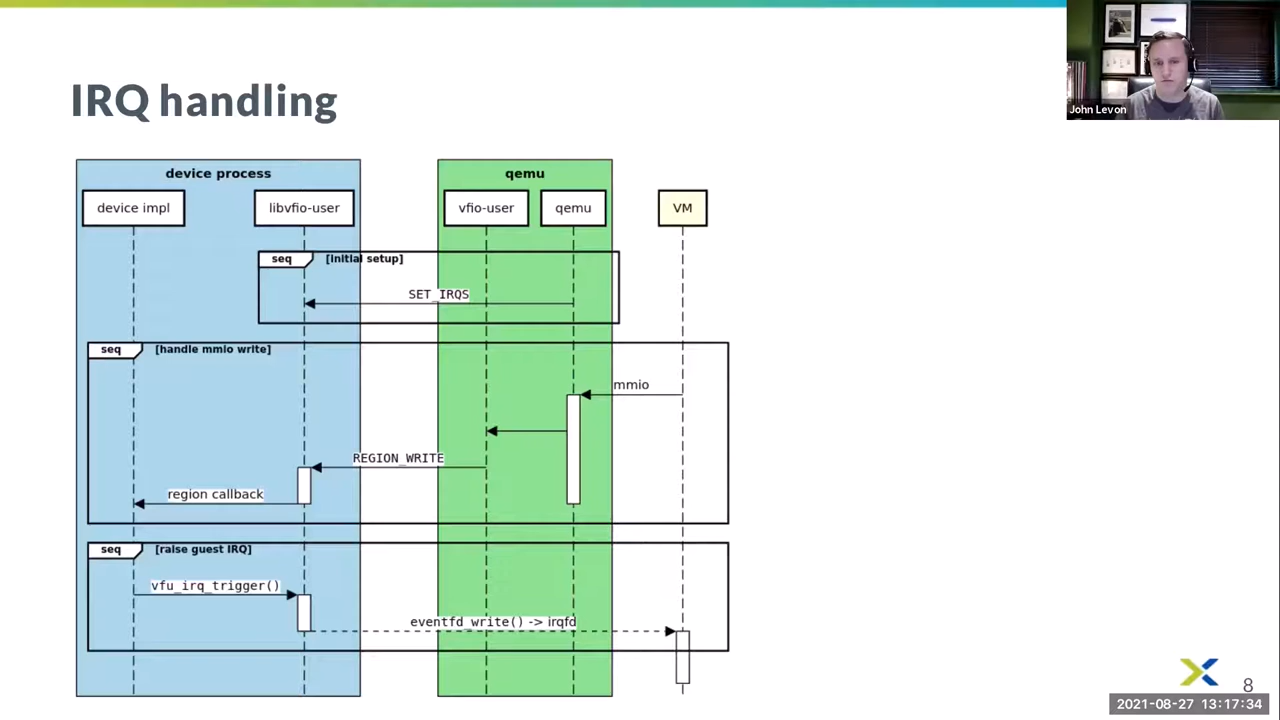 John Levon
IRQ handling
device process
qemu
device impl
libvfio-user
vfio-user
qemu
VM
seq
[initial setup]
SET_IRQS
seq
[handle mmio write]
mmio
REGION_WRITE
region callback
seq
[raise guest IRQ]
vfu_irq_trigger()
eventfd_write() -> irqfd
8
2021-08-27 13:17:34